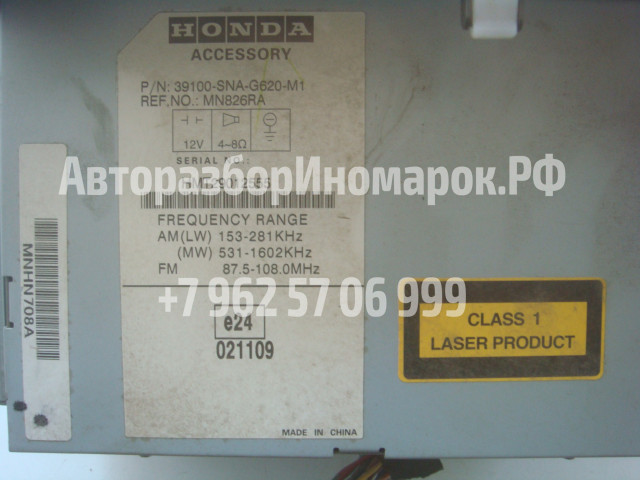 HONDA
ACCESSORY
P/N: 39100-SNA-G620-M1
REF,NO.: MN826RA
12V 4~8Ω
SERIAL NO.:
АвторазборИномарок.РФ
FREQUENCY RANGE
AM(LW) 153-281KHz
(MW) 531-1602KHz
FM 87.5-108.0MHz
+7 962 57 06 999
e24
021109
MADE IN CHINA
MNHN708A
CLASS 1
LASER PRODUCT